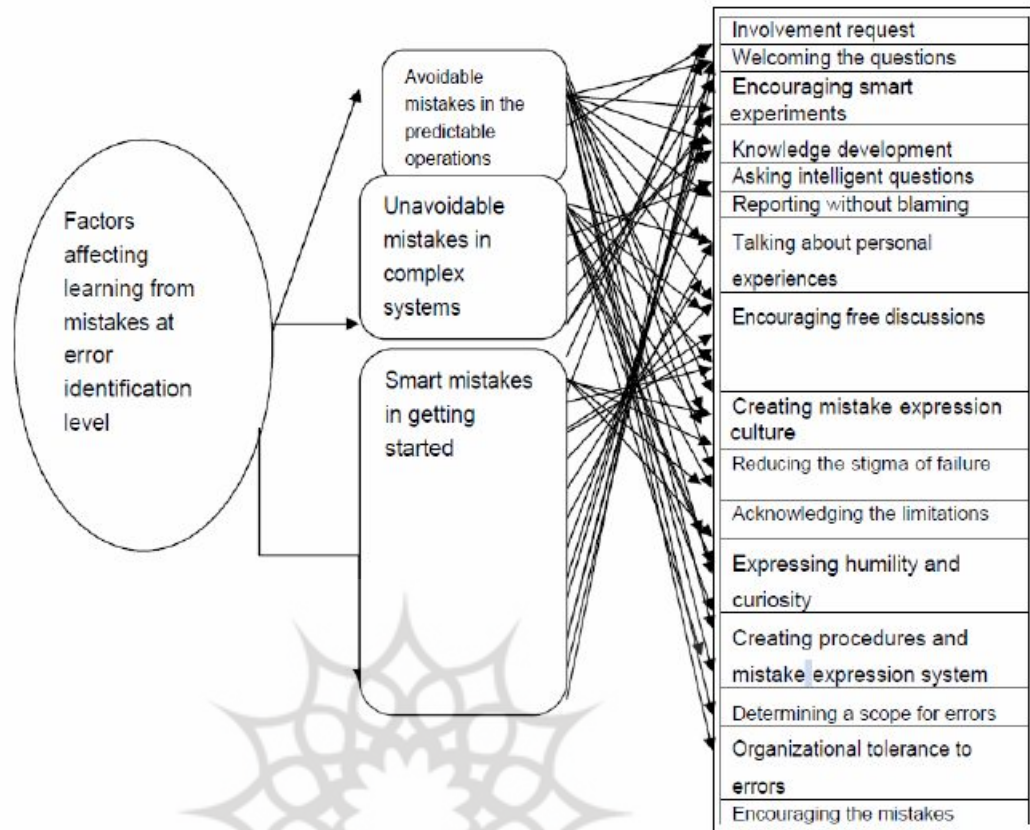 Factors
affecting
learning from
mistakes at
error
identification
level
Avoidable
mistakes in the
predictable
operations
Unavoidable
mistakes in
complex
systems
Smart mistakes
in getting
started
Involvement request
Welcoming the questions
Encouraging smart
experiments
Knowledge development
Asking intelligent questions
Reporting without blaming
Talking about personal
experiences
Encouraging free discussions
Creating mistake expression
culture
Reducing the stigma of failure
Acknowledging the limitations
Expressing humility and
curiosity
Creating procedures and
mistake expression system
Determining a scope for errors
Organizational tolerance to
errors
Encouraging the mistakes